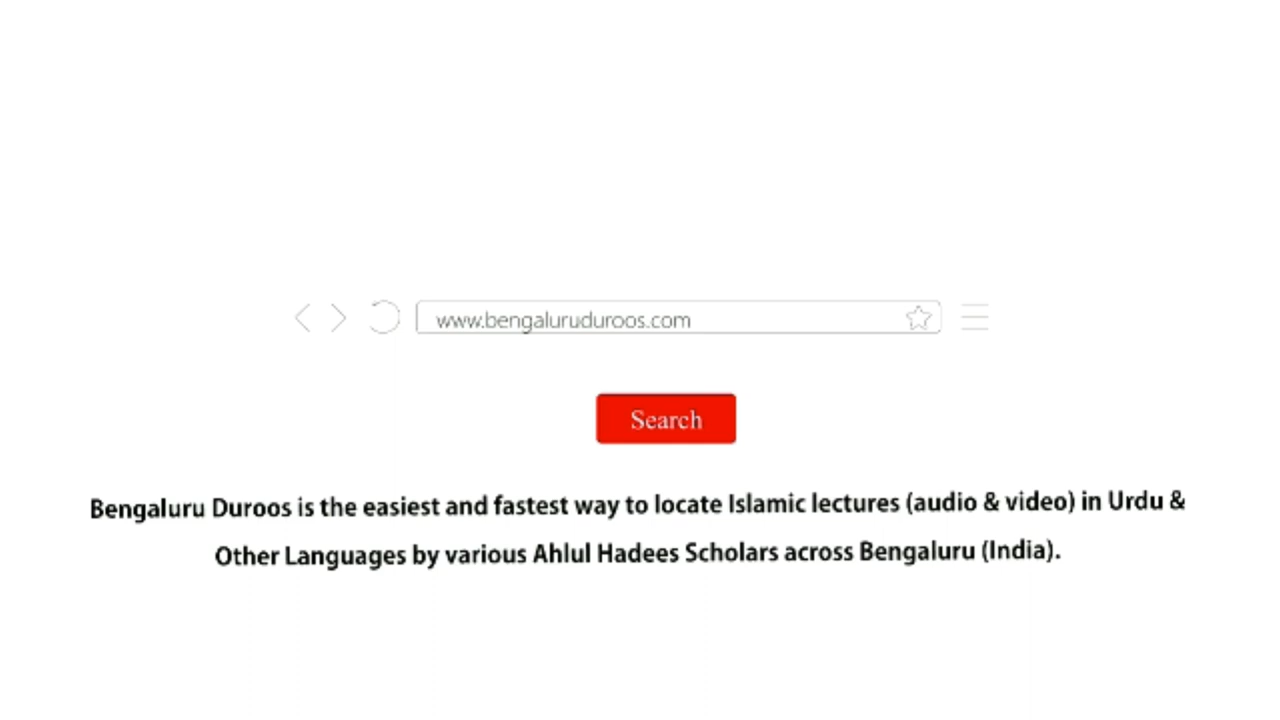 www.bengaluruduroos.com
Search
Bengaluru Duroos is the easiest and fastest way to locate Islamic lectures (audio & video) in Urdu &
Other Languages by various Ahlul Hadees Scholars across Bengaluru (India).